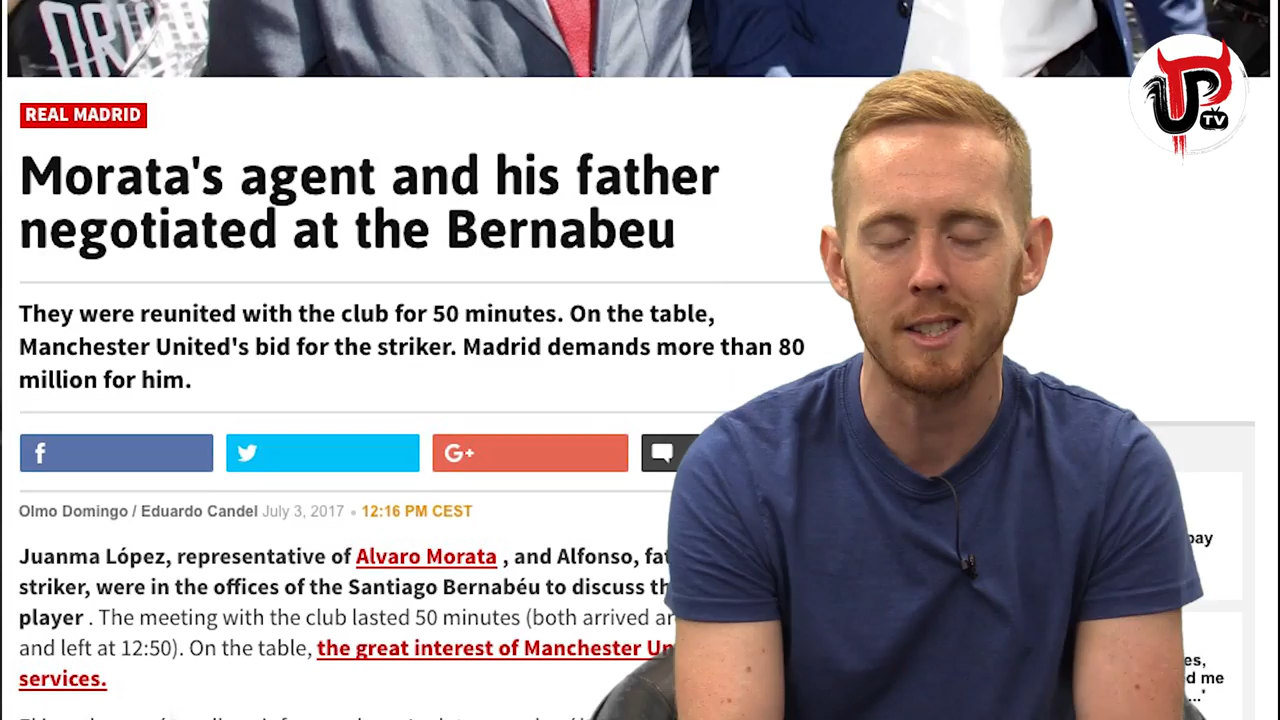 REAL MADRID
Morata's agent and his father
negotiated at the Bernabeu
They were reunited with the club for 50 minutes. On the table,
Manchester United's bid for the striker. Madrid demands more than 80
million for him.
f
G+
Olmo Domingo / Eduardo Candel July 3, 2017 • 12:16 PM CEST
Juanma López, representative of Alvaro Morata , and Alfonso,
striker, were in the offices of the Santiago Bernabéu to discuss
player . The meeting with the club lasted 50 minutes (both arrived
and left at 12:50). On the table, the great interest of Manchester
services.
UP
TV